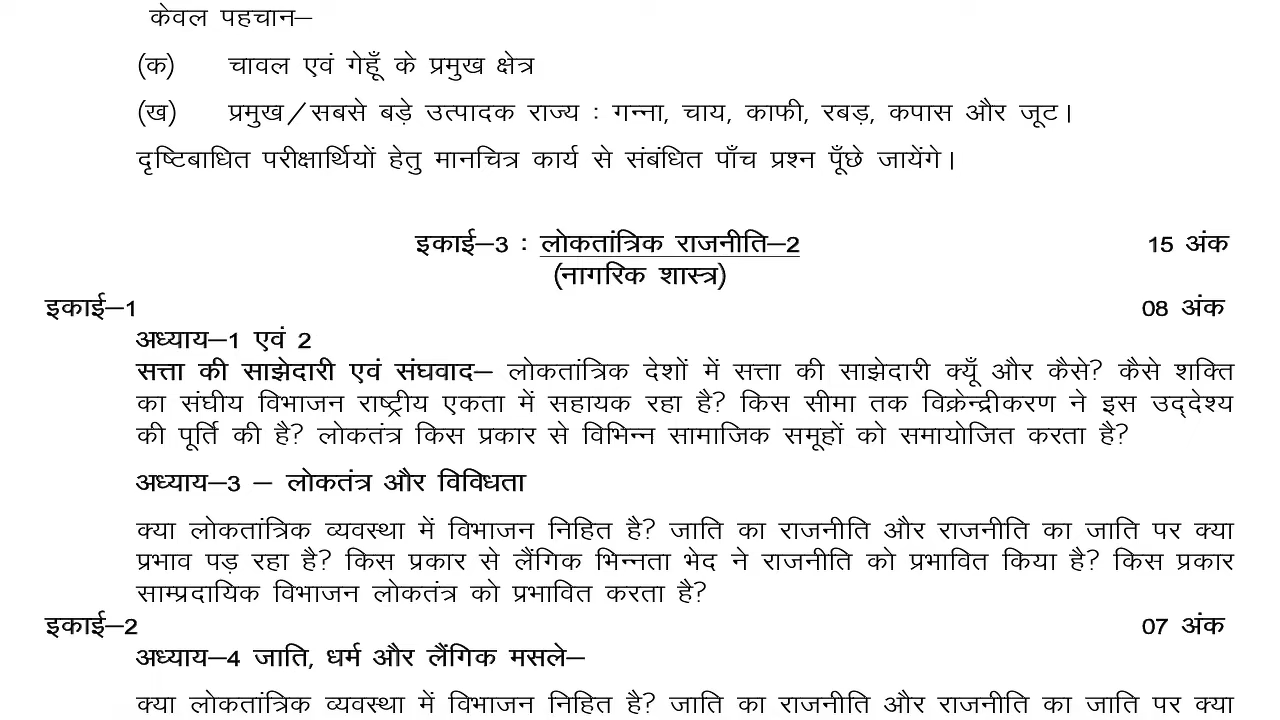 केवल पहचान–
(क) चावल एवं गेहूँ के प्रमुख क्षेत्र
(ख) प्रमुख/सबसे बड़े उत्पादक राज्य : गन्ना, चाय, काफी, रबड़, कपास और जूट।
दृष्टिबाधित परीक्षार्थियों हेतु मानचित्र कार्य से संबंधित पाँच प्रश्न पूँछे जायेंगे।
इकाई–3 : लोकतांत्रिक राजनीति–2 15 अंक
(नागरिक शास्त्र)
इकाई–1 08 अंक
अध्याय–1 एवं 2
सत्ता की साझेदारी एवं संघवाद– लोकतांत्रिक देशों में सत्ता की साझेदारी क्यूँ और कैसे? कैसे शक्ति
का संघीय विभाजन राष्ट्रीय एकता में सहायक रहा है? किस सीमा तक विक्रेन्द्रीकरण ने इस उद्देश्य
की पूर्ति की है? लोकतंत्र किस प्रकार से विभिन्न सामाजिक समूहों को समायोजित करता है?
अध्याय–3 – लोकतंत्र और विविधता
क्या लोकतांत्रिक व्यवस्था में विभाजन निहित है? जाति का राजनीति और राजनीति का जाति पर क्या
प्रभाव पड़ रहा है? किस प्रकार से लैंगिक भिन्नता भेद ने राजनीति को प्रभावित किया है? किस प्रकार
साम्प्रदायिक विभाजन लोकतंत्र को प्रभावित करता है?
इकाई–2 07 अंक
अध्याय–4 जाति, धर्म और लैंगिक मसले–
क्या लोकतांत्रिक व्यवस्था में विभाजन निहित है? जाति का राजनीति और राजनीति का जाति पर क्या